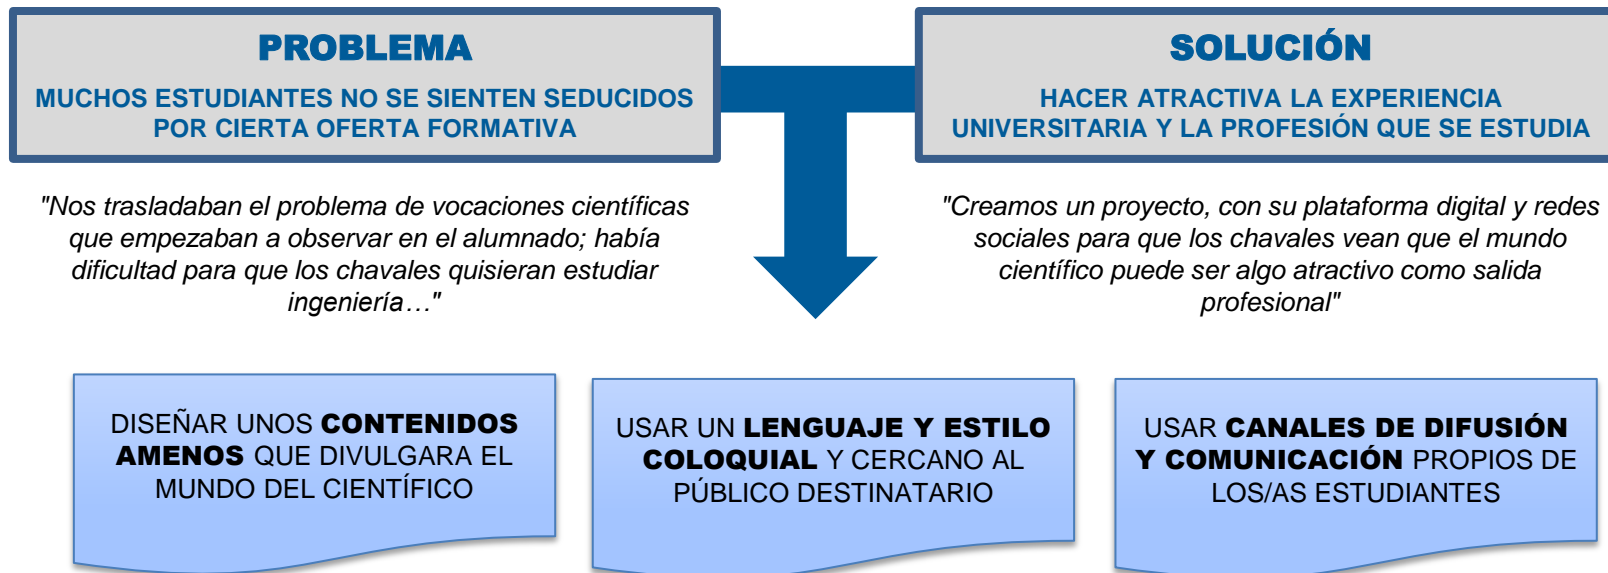 PROBLEMA
MUCHOS ESTUDIANTES NO SE SIENTEN SEDUCIDOS
POR CIERTA OFERTA FORMATIVA
SOLUCIÓN
HACER ATRACTIVA LA EXPERIENCIA
UNIVERSITARIA Y LA PROFESIÓN QUE SE ESTUDIA
"Nos trasladaban el problema de vocaciones científicas
que empezaban a observar en el alumnado; había
dificultad para que los chavales quisieran estudiar
ingeniería…"
"Creamos un proyecto, con su plataforma digital y redes
sociales para que los chavales vean que el mundo
científico puede ser algo atractivo como salida
profesional"
DISEÑAR UNOS CONTENIDOS
AMENOS QUE DIVULGARA EL
MUNDO DEL CIENTÍFICO
USAR UN LENGUAJE Y ESTILO
COLOQUIAL Y CERCANO AL
PÚBLICO DESTINATARIO
USAR CANALES DE DIFUSIÓN
Y COMUNICACIÓN PROPIOS DE
LOS/AS ESTUDIANTES